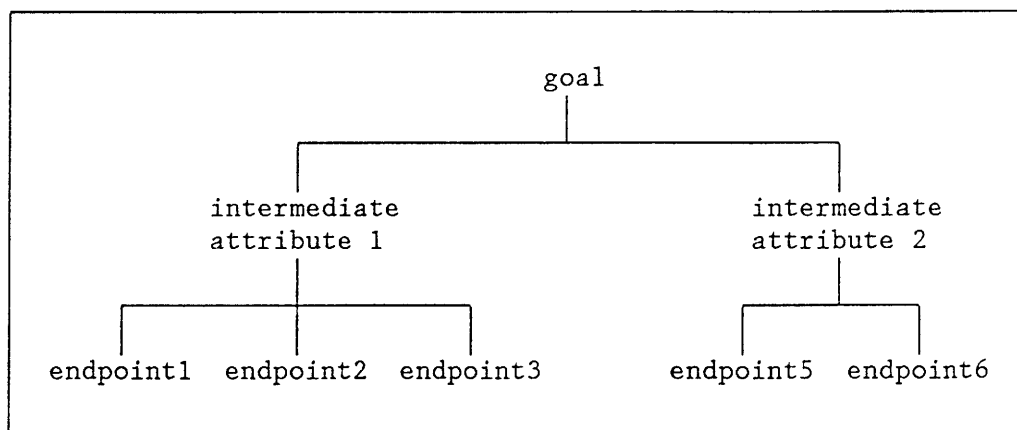 goal
intermediate attribute 1
intermediate attribute 2
endpoint1 endpoint2 endpoint3 endpoint5 endpoint6